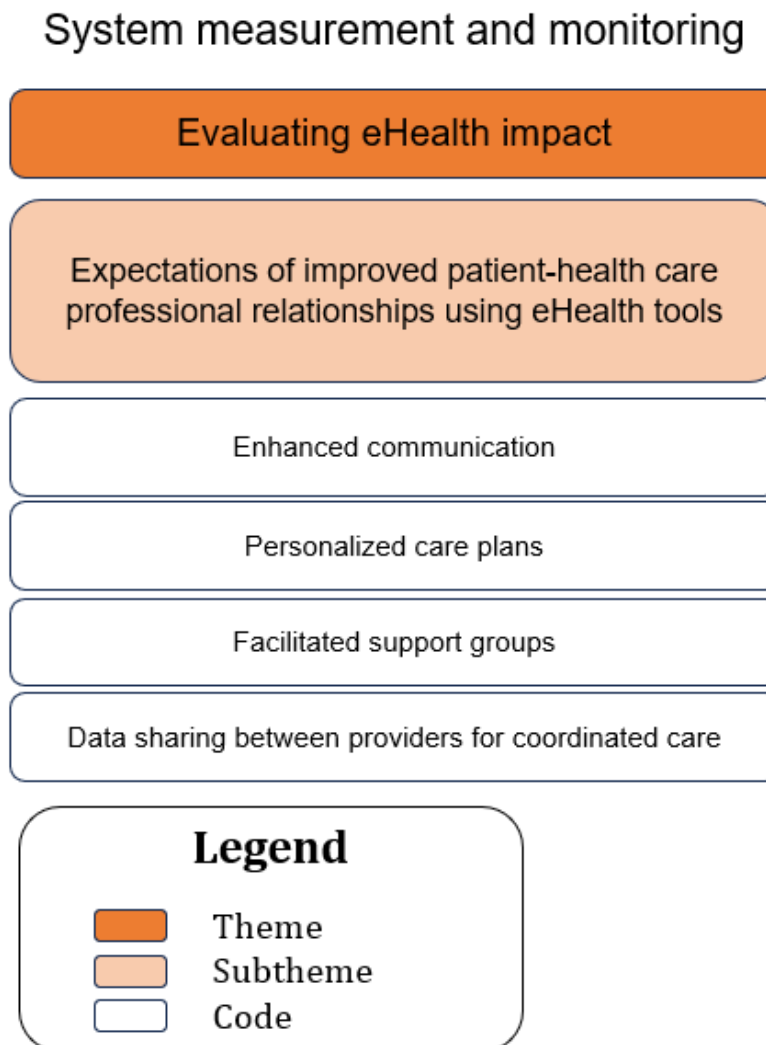 System measurement and monitoring
Evaluating eHealth impact
Expectations of improved patient-health care
professional relationships using eHealth tools
Enhanced communication
Personalized care plans
Facilitated support groups
Data sharing between providers for coordinated care
Legend
Theme
Subtheme
Code